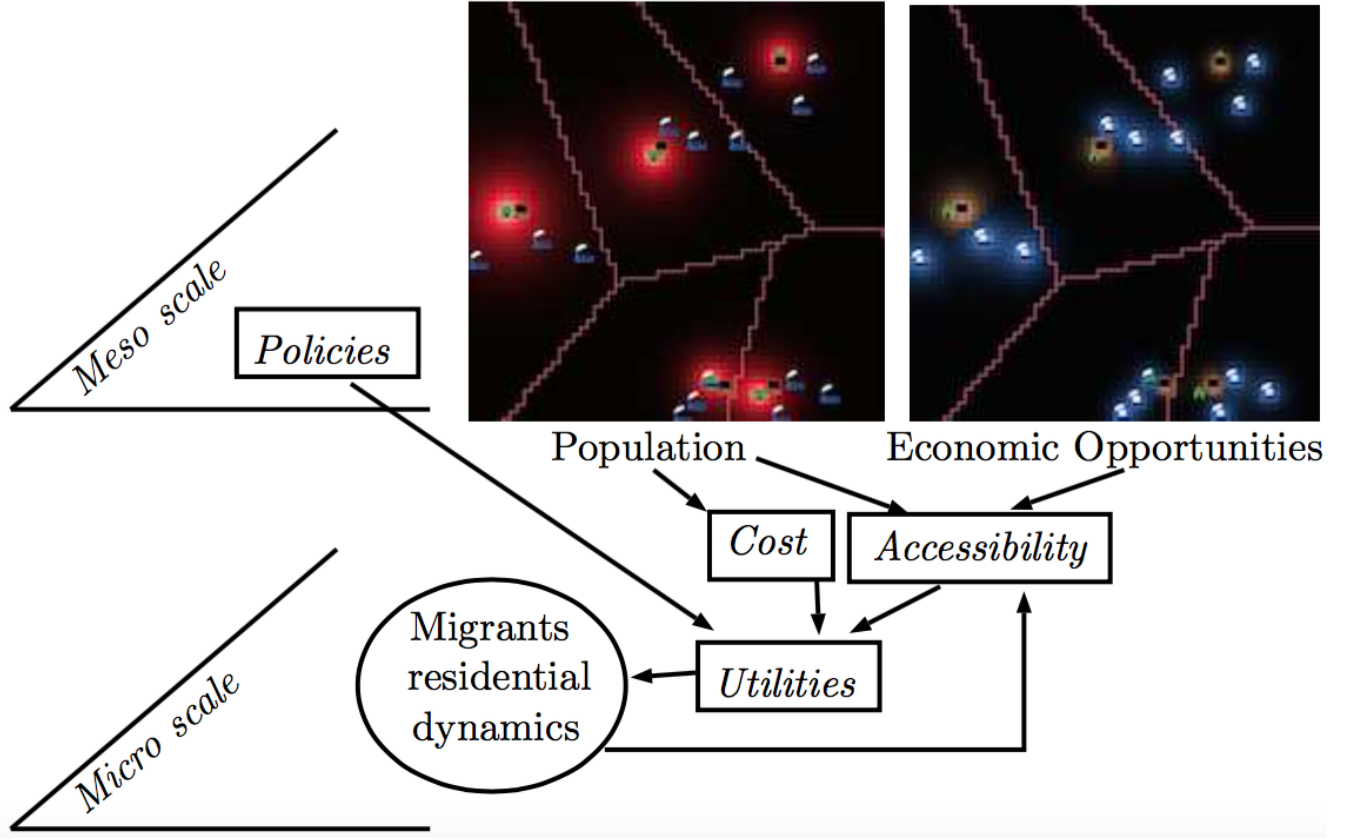 Meso scale
Policies
Population
Economic Opportunities
Cost
Accessibility
Migrants
residential
dynamics
Utilities
Micro scale